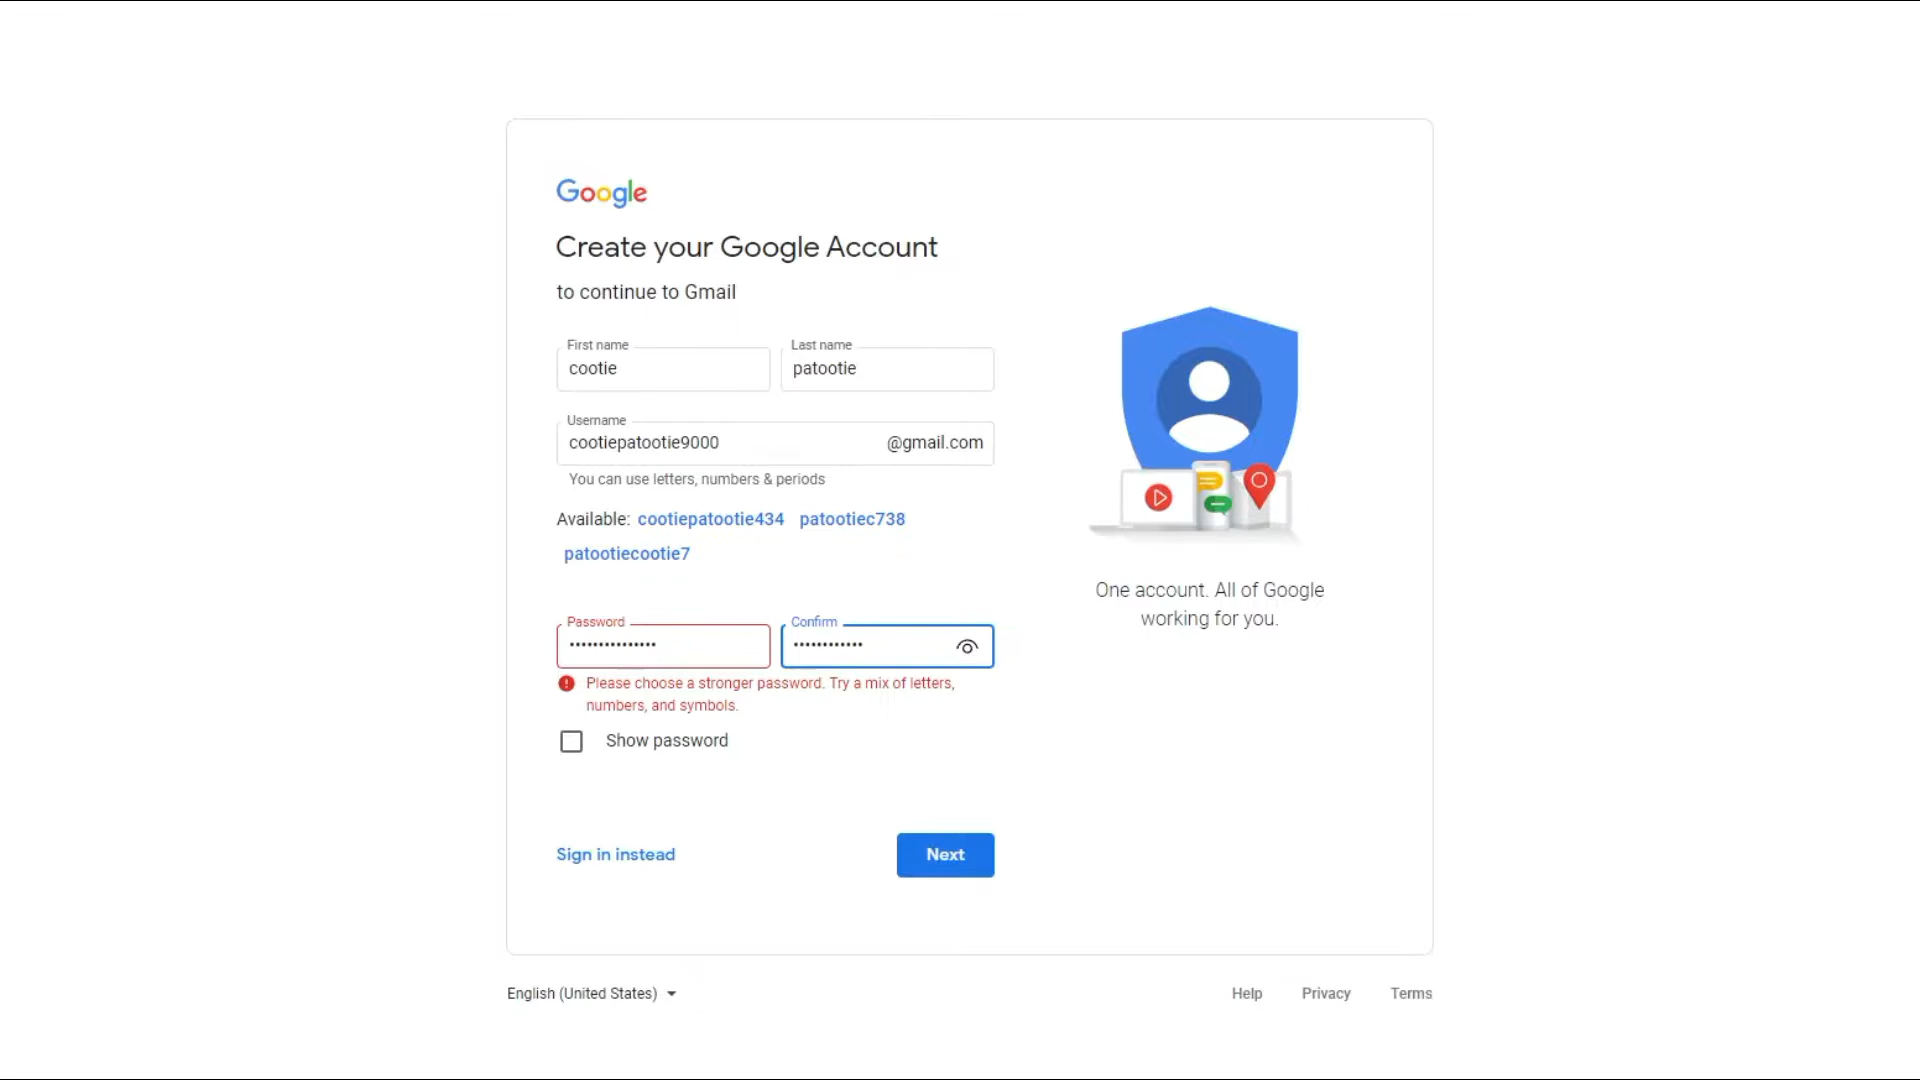 Google
Create your Google Account
to continue to Gmail
First name
Last name
cootie
patootie
Username
cootiepatootie9000
@gmail.com
You can use letters, numbers & periods
Available: cootiepatootie434 patootiec738
patootiecootie7
Password
Confirm
•••••••••••••••
••••••••••••
Please choose a stronger password. Try a mix of letters,
numbers, and symbols.
Show password
Sign in instead
Next
One account. All of Google
working for you.
English (United States)
Help
Privacy
Terms